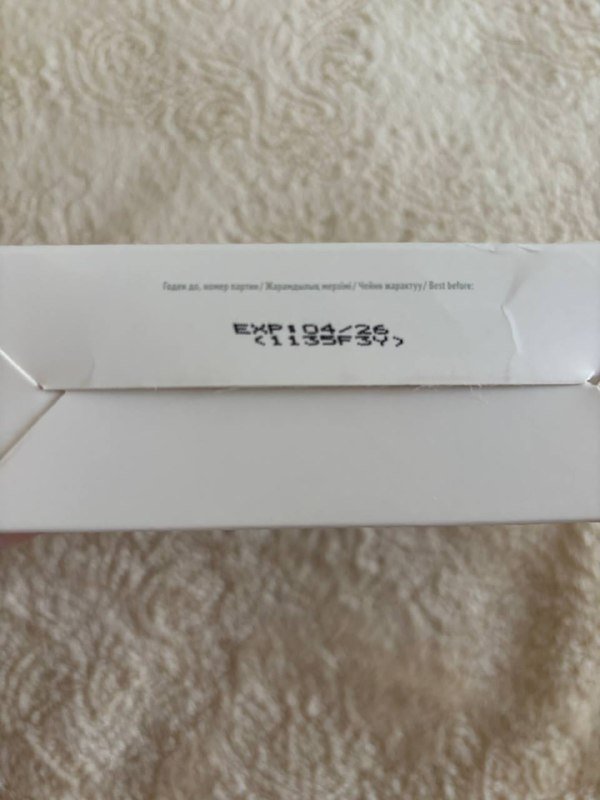 Годен до, номер партии/ Жарамдылық мерзімі/ Чейин жарактуу/ Best before:
EXP:04/26
<1135F3Y>